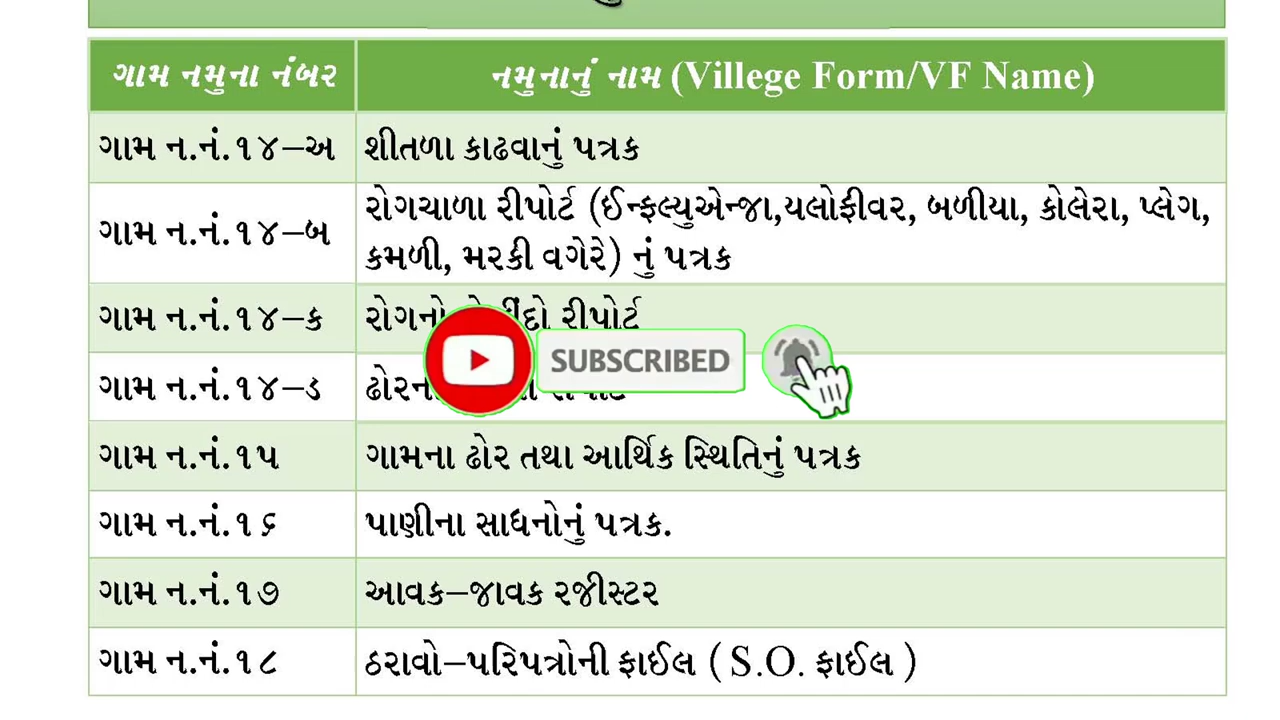 ગામ નમુના નંબર નમુનાનું નામ (Villege Form/VF Name)
ગામ ન.નં.૧૪–અ શીતળા કાઢવાનું પત્રક
ગામ ન.નં.૧૪–બ રોગચાળા રીપોર્ટ (ઈન્ફલ્યુએન્જા,યલોફીવર, બળીયા, કોલેરા, પ્લેગ,
કમળી, મરકી વગેરે) નું પત્રક
ગામ ન.નં.૧૪–ક રોગનો રીપોર્ટ
SUBSCRIBED
ગામ ન.નં.૧૪–ડ
ગામ ન.નં.૧૫ ગામના ઢોર તથા આર્થિક સ્થિતિનું પત્રક
ગામ ન.નં.૧૬ પાણીના સાધનોનું પત્રક.
ગામ ન.નં.૧૭ આવક–જાવક રજીસ્ટર
ગામ ન.નં.૧૮ ઠરાવો–પરિપત્રોની ફાઈલ ( S.O. ફાઈલ )